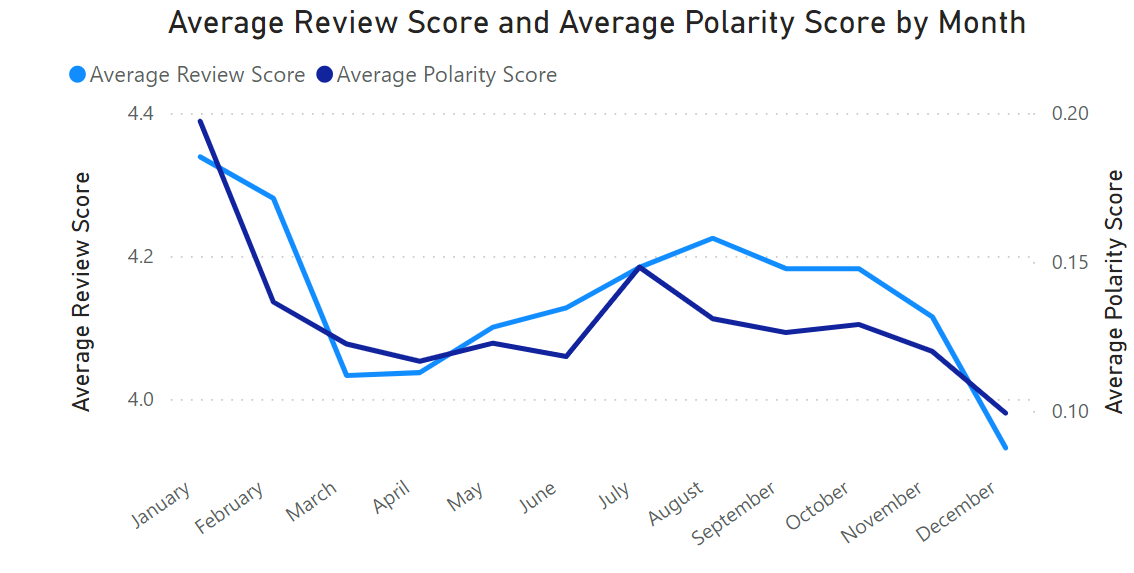 Average Review Score and Average Polarity Score by Month
Average Review Score Average Polarity Score
4.4
4.2
4.0
Average Review Score
0.20
0.15
0.10
Average Polarity Score
January
February
March
April
May
June
July
August
September
October
November
December